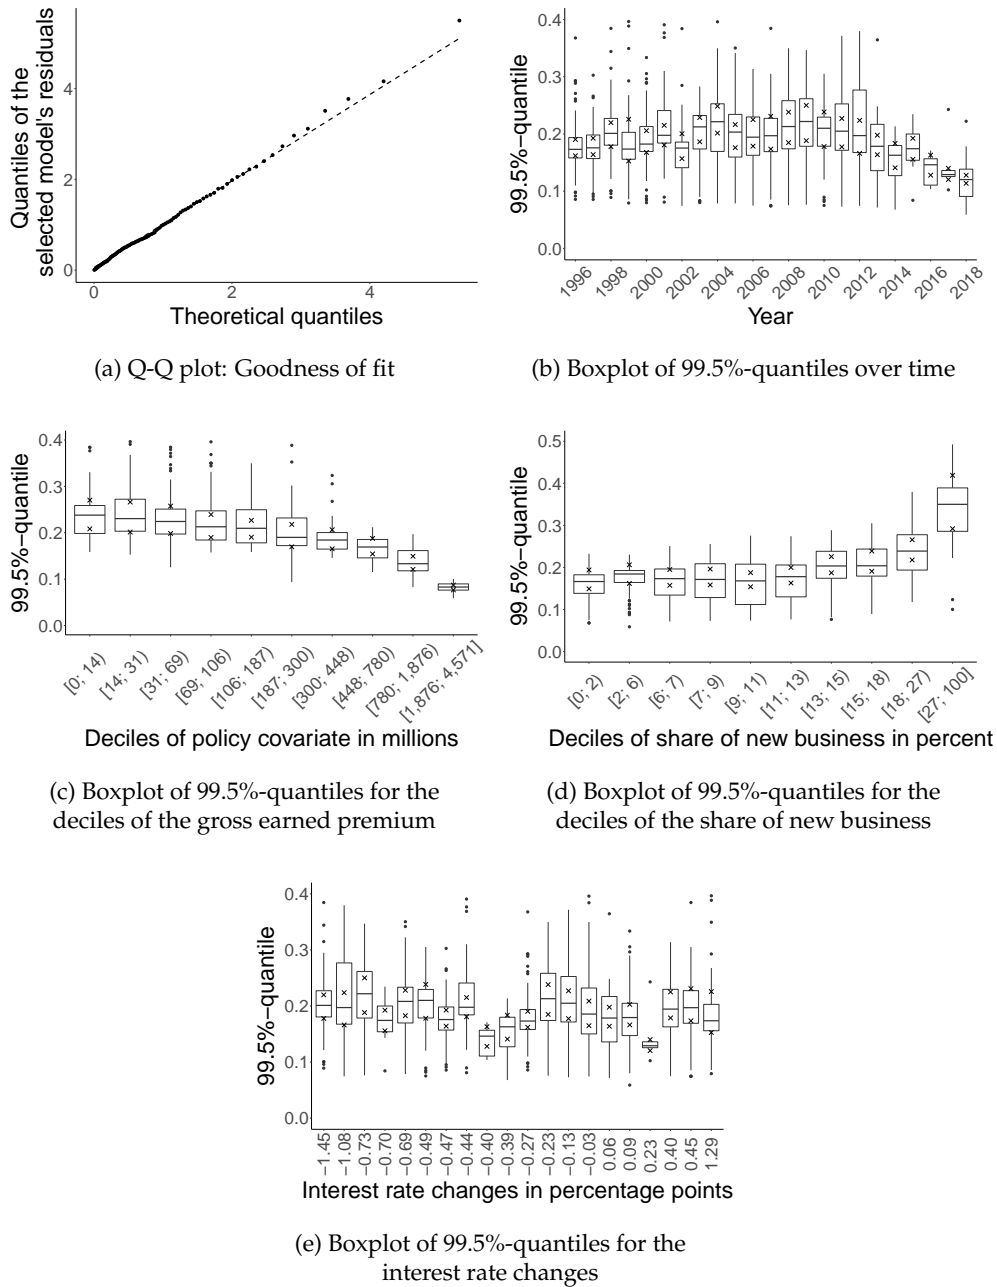 Quantiles of the
selected model's residuals
4
2
0
0 2 4
Theoretical quantiles
(a) Q-Q plot: Goodness of fit
99.5%−quantile
0.4
0.3
0.2
0.1
0.0
1996 1998 2000 2002 2004 2006 2008 2010 2012 2014 2016 2018
Year
(b) Boxplot of 99.5%-quantiles over time
99.5%−quantile
0.4
0.3
0.2
0.1
0.0
[0; 14) [14; 31) [31; 69) [69; 106) [106; 187) [187; 300) [300; 448) [448; 780) [780; 1,876) [1,876; 4,571]
Deciles of policy covariate in millions
(c) Boxplot of 99.5%-quantiles for the
deciles of the gross earned premium
99.5%−quantile
0.5
0.4
0.3
0.2
0.1
0.0
[0; 2) [2; 6) [6; 7) [7; 9) [9; 11) [11; 13) [13; 15) [15; 18) [18; 27) [27; 100]
Deciles of share of new business in percent
(d) Boxplot of 99.5%-quantiles for the
deciles of the share of new business
99.5%−quantile
0.4
0.3
0.2
0.1
0.0
−1.45 −1.08 −0.73 −0.70 −0.69 −0.49 −0.47 −0.44 −0.40 −0.39 −0.27 −0.23 −0.13 −0.03 0.06 0.09 0.23 0.40 0.45 1.29
Interest rate changes in percentage points
(e) Boxplot of 99.5%-quantiles for the
interest rate changes